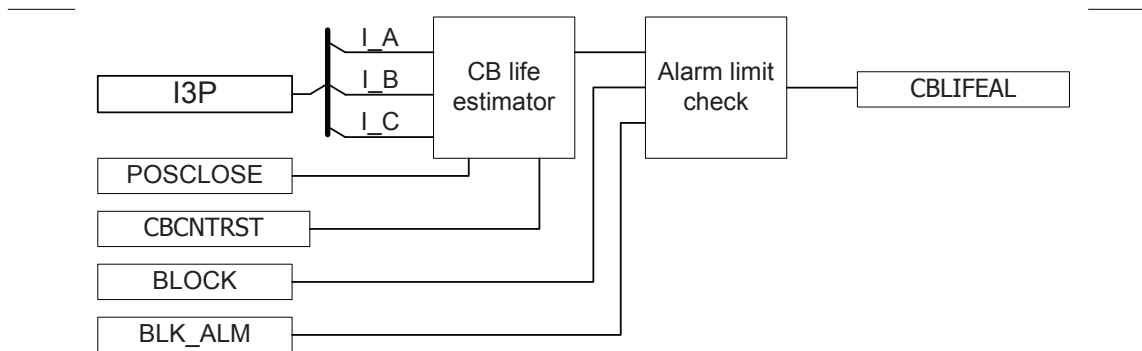 I_A
I_B
I_C
I3P
CB life
estimator
Alarm limit
check
CBLIFEAL
POSCLOSE
CBCNTRST
BLOCK
BLK_ALM